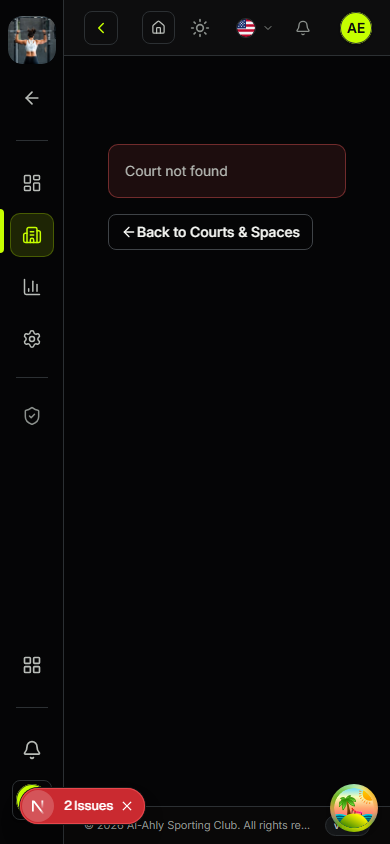 AE
Court not found
Back to Courts & Spaces
N 2 Issues
© 2026 Al-Ahly Sporting Club. All rights re...